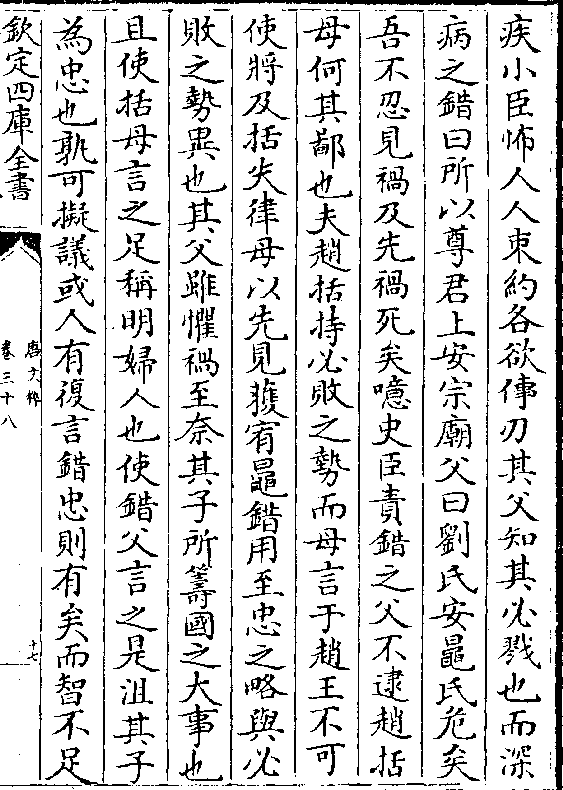 疾小臣怖人人束約各欲倳刃其父知其必戮也而深
病之錯曰所以尊君上安宗廟父曰劉氏安鼂氏危矣
吾不忍見禍及先禍死矣噫史臣責錯之父不逮趙括
母何其鄙也夫趙括持必敗之勢而母言于趙王不可
使將及括失律母以先見獲宥鼂錯用至忠之略與必
敗之勢異也其父雖懼禍至奈其子所籌國之大事也
且使括母言之足稱明婦人也使錯父言之是沮其子
為忠也孰可擬議或人有復言錯忠則有矣而智不足
欽定四庫全書
唐文粹
卷三十八
十七